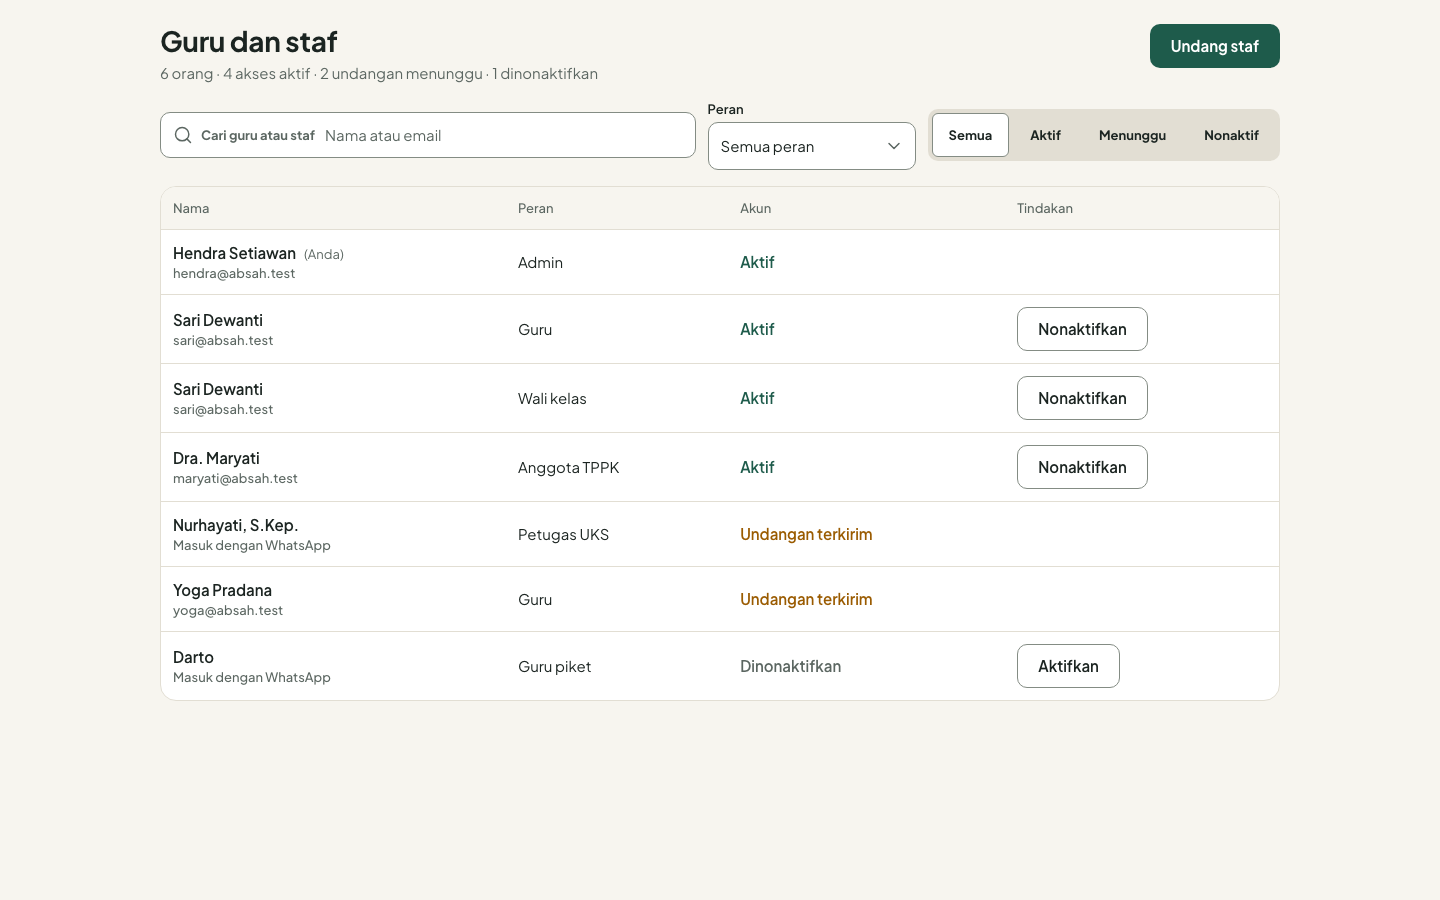 Guru dan staf
Undang staf
6 orang · 4 akses aktif · 2 undangan menunggu · 1 dinonaktifkan
Peran
Cari guru atau staf Nama atau email
Semua peran
Semua Aktif Menunggu Nonaktif
Nama Peran Akun Tindakan
Hendra Setiawan (Anda)
hendra@absah.test
Admin
Aktif
Sari Dewanti
sari@absah.test
Guru
Aktif
Nonaktifkan
Sari Dewanti
sari@absah.test
Wali kelas
Aktif
Nonaktifkan
Dra. Maryati
maryati@absah.test
Anggota TPPK
Aktif
Nonaktifkan
Nurhayati, S.Kep.
Masuk dengan WhatsApp
Petugas UKS
Undangan terkirim
Yoga Pradana
yoga@absah.test
Guru
Undangan terkirim
Darto
Masuk dengan WhatsApp
Guru piket
Dinonaktifkan
Aktifkan